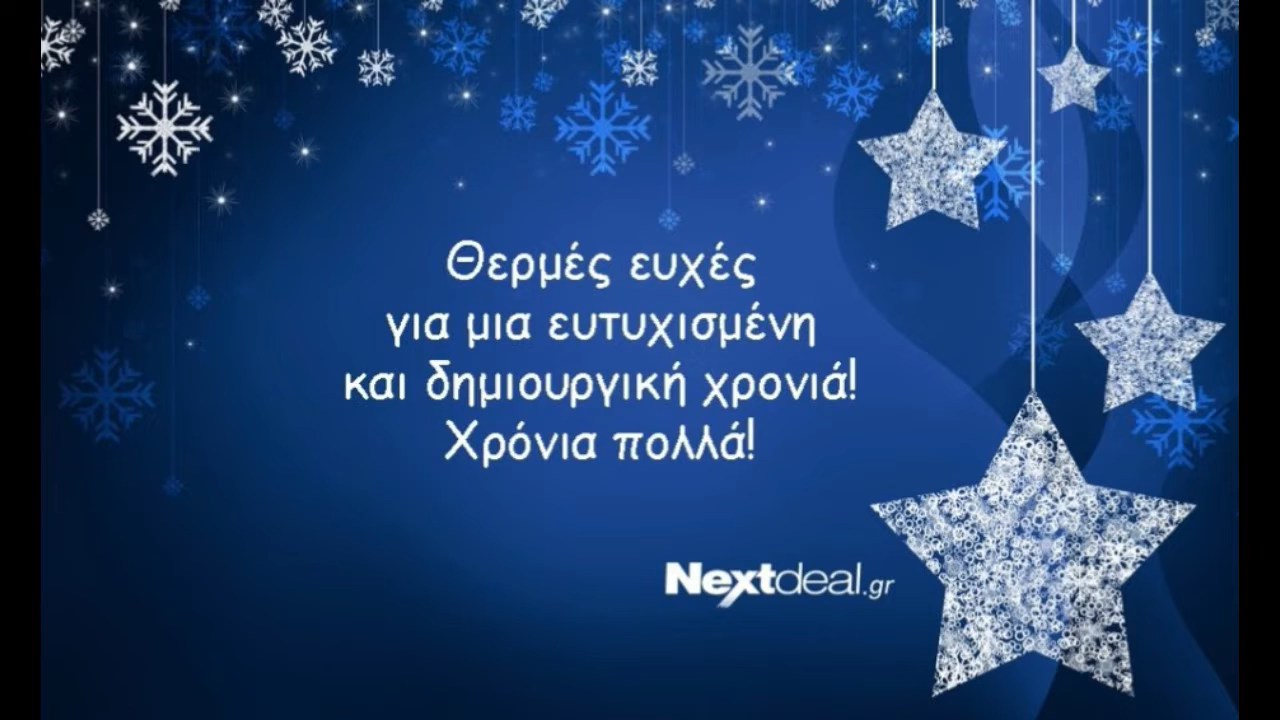 Θερμές ευχές
για μια ευτυχισμένη
και δημιουργική χρονιά!
Χρόνια πολλά!
Nextdeal.gr